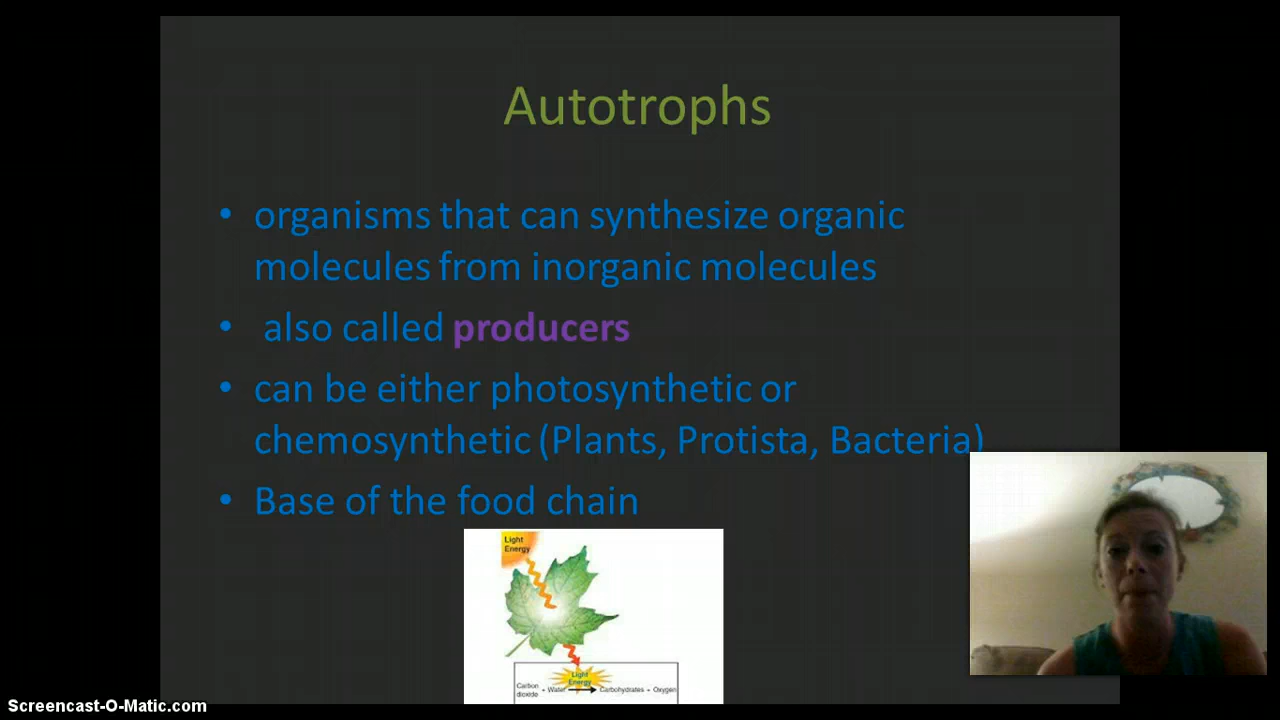 Autotrophs
• organisms that can synthesize organic
molecules from inorganic molecules
• also called producers
• can be either photosynthetic or
chemosynthetic (Plants, Protista, Bacteria)
• Base of the food chain
Light
Energy
Light
Energy
Carbon
dioxide + Water → Carbohydrates + Oxygen
Screencast-O-Matic.com